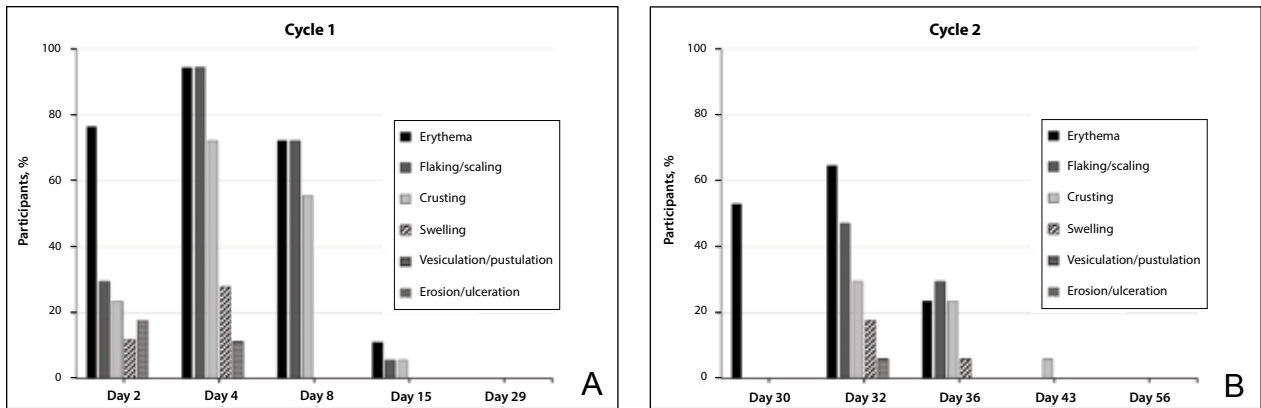 Cycle 1
Participants, %
100
80
60
40
20
0
Erythema
Flaking/scaling
Crusting
Swelling
Vesiculation/pustulation
Erosion/ulceration
Day 2
Day 4
Day 8
Day 15
Day 29
A
Cycle 2
Participants, %
100
80
60
40
20
0
Erythema
Flaking/scaling
Crusting
Swelling
Vesiculation/pustulation
Erosion/ulceration
Day 30
Day 32
Day 36
Day 43
Day 56
B